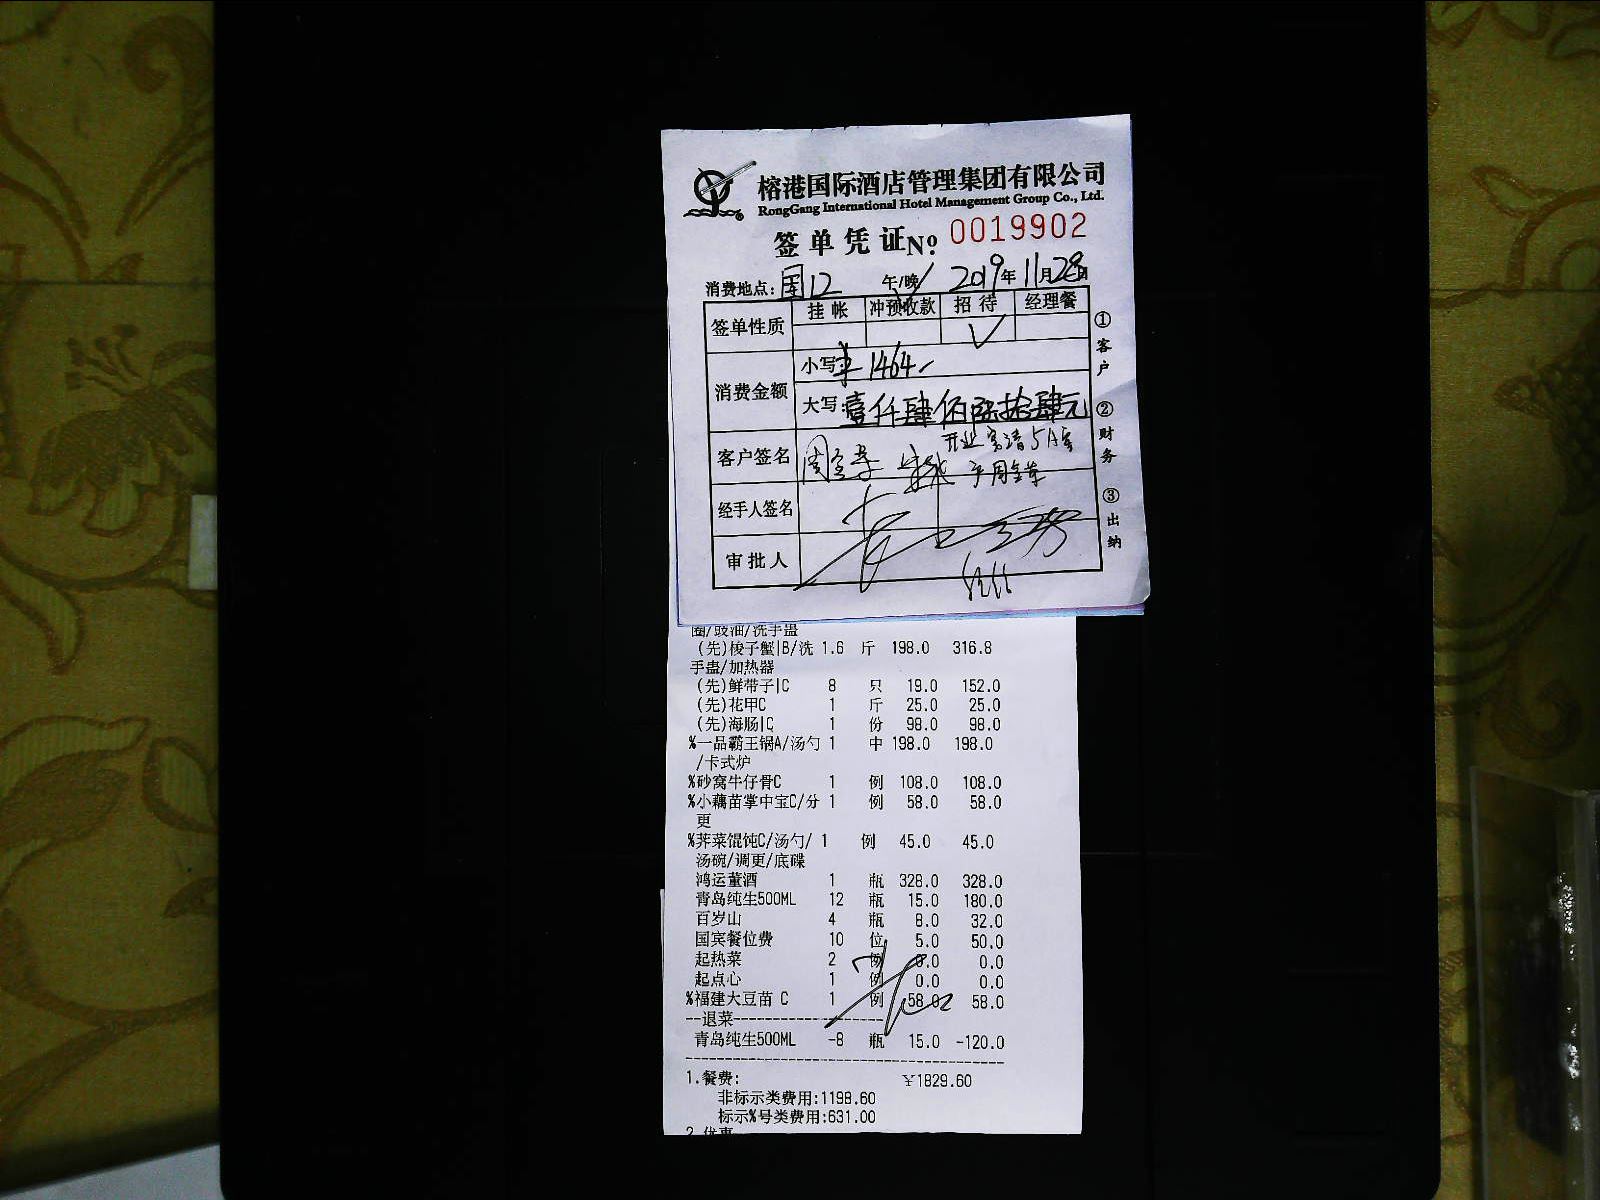 榕港国际酒店管理集团有限公司
RongGang International Hotel Management Group Co., Ltd.
签单凭证 No. 0019902
消费地点: 国12 午/晚 2019年11月28日
签单性质 挂帐 冲预收款 招待 经理餐
√
消费金额 小写 ¥1464
大写: 壹仟肆佰陆拾肆元
客户签名
经手人签名
审批人
①客户 ②财务 ③出纳
圈/豉油/洗手盅
(先)梭子蟹|B/洗 1.6 斤 198.0 316.8
手盅/加热器
(先)鲜带子|C 8 只 19.0 152.0
(先)花甲C 1 斤 25.0 25.0
(先)海肠|C 1 份 98.0 98.0
%一品霸王锅A/汤勺 1 中 198.0 198.0
/卡式炉
%砂窝牛仔骨C 1 例 108.0 108.0
%小藕苗掌中宝C/分 1 例 58.0 58.0
更
%荠菜馄饨C/汤勺/ 1 例 45.0 45.0
汤碗/调更/底碟
鸿运董酒 1 瓶 328.0 328.0
青岛纯生500ML 12 瓶 15.0 180.0
百岁山 4 瓶 8.0 32.0
国宾餐位费 10 位 5.0 50.0
起热菜 2 例 0.0 0.0
起点心 1 例 0.0 0.0
%福建大豆苗 C 1 例 58.0 58.0
--退菜--------------------
青岛纯生500ML -8 瓶 15.0 -120.0
1.餐费: ¥1829.60
非标示类费用:1198.60
标示%号类费用:631.00
2.优惠